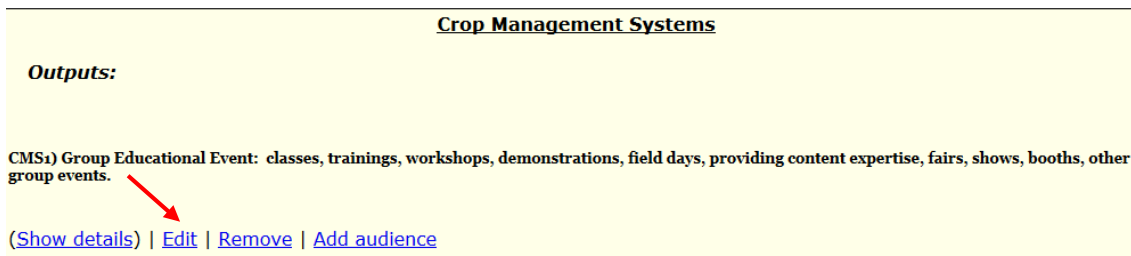 Crop Management Systems
Outputs:
CMS1) Group Educational Event:  classes, trainings, workshops, demonstrations, field days, providing content expertise, fairs, shows, booths, other
group events.
(Show details) | Edit | Remove | Add audience